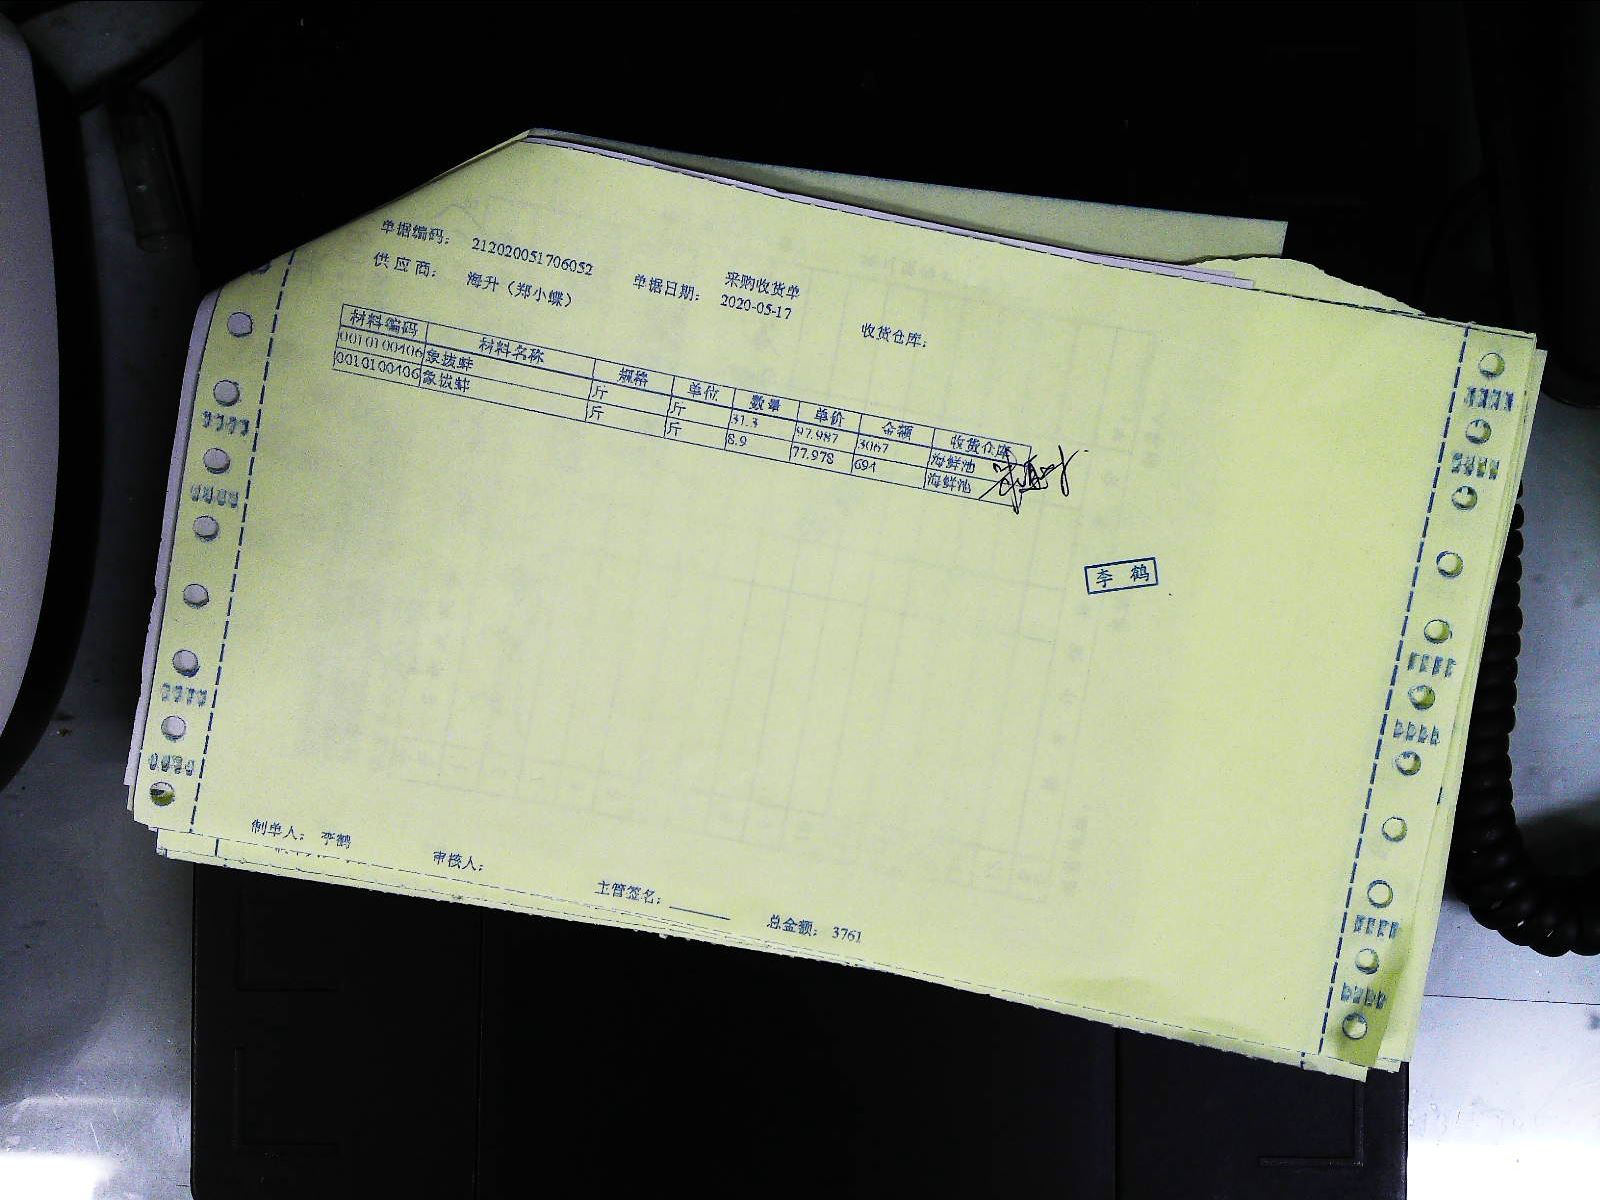 采购收货单
单据编码： 212020051706052
供应商： 海升（郑小蝶） 单据日期： 2020-05-17 收货仓库：
材料编码 材料名称 规格 单位 数量 单价 金额 收货仓库
0010100406 象拔蚌 斤 斤 31.3 97.987 3067 海鲜池
0010100406 象拔蚌 斤 斤 8.9 77.978 694 海鲜池
李 鹤
制单人： 李鹤 审核人： 主管签名： 总金额： 3761